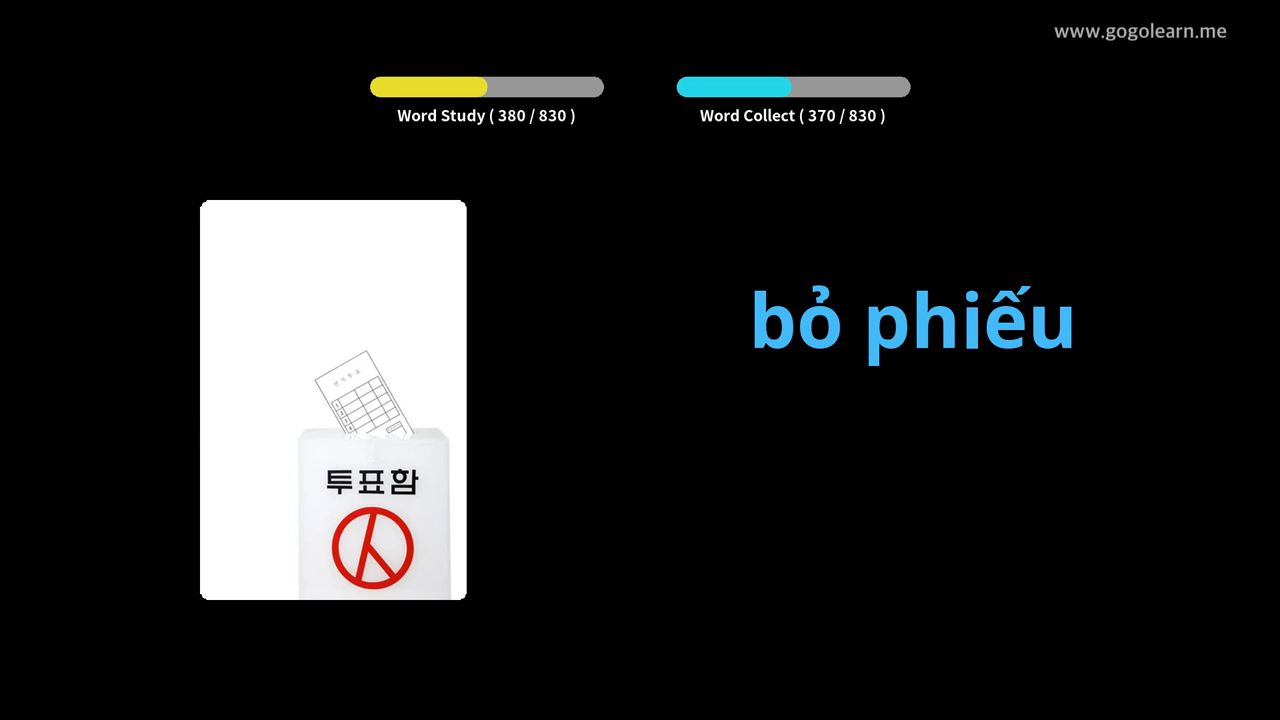 www.gogolearn.me
Word Study ( 380 / 830 )
Word Collect ( 370 / 830 )
bỏ phiếu
투표함